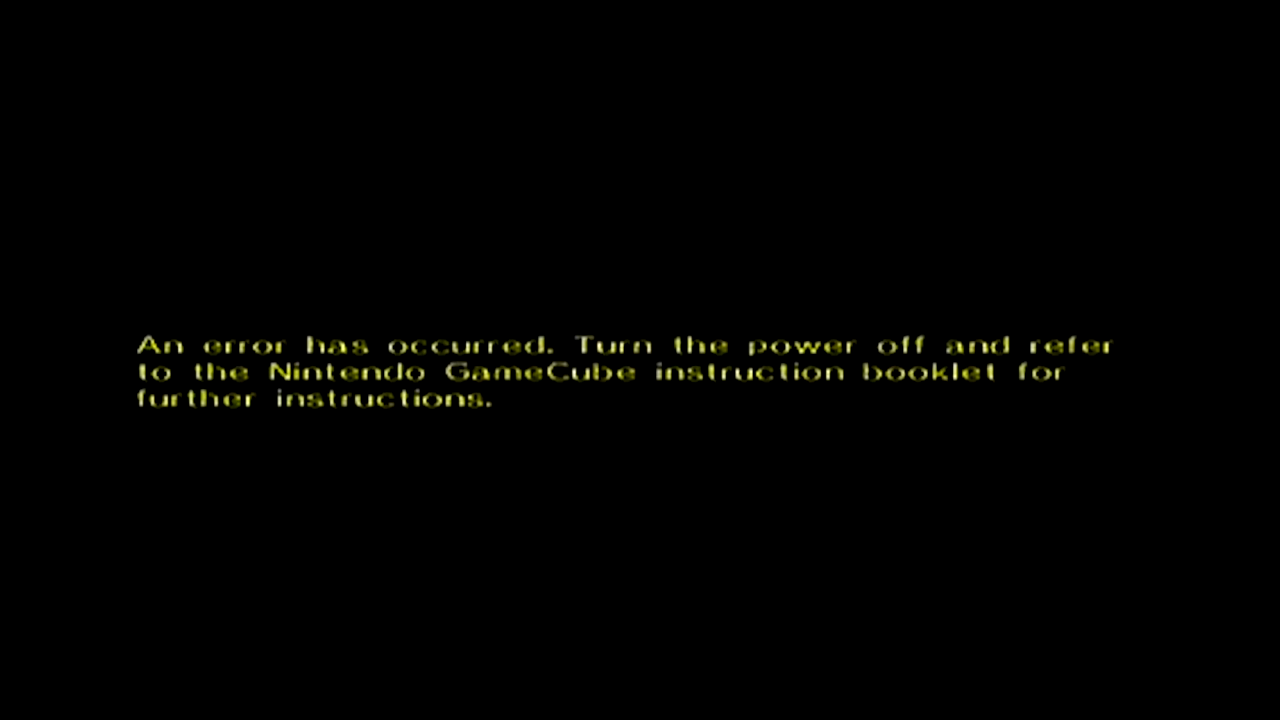 An error has occurred. Turn the power off and refer
to the Nintendo GameCube instruction booklet for
further instructions.